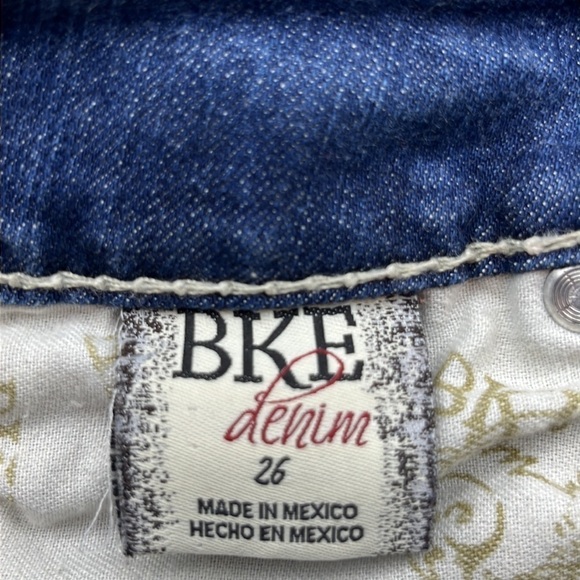 BKE
denim
26
MADE IN MEXICO
HECHO EN MEXICO